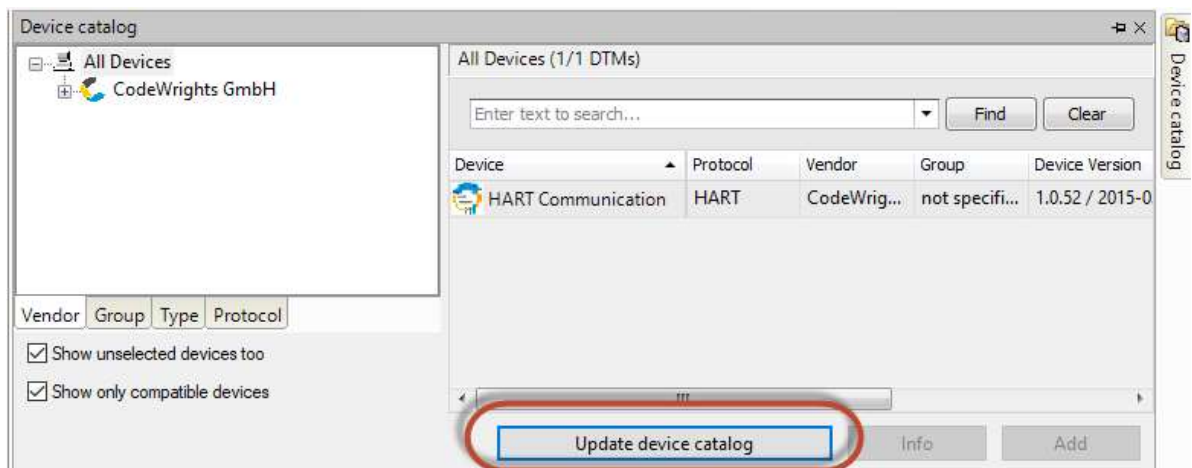 Device catalog
All Devices
CodeWrights GmbH
Vendor Group Type Protocol
Show unselected devices too
Show only compatible devices
All Devices (1/1 DTMs)
Enter text to search...
Find Clear
Device Protocol Vendor Group Device Version
HART Communication HART CodeWrig... not specifi... 1.0.52 / 2015-0
Update device catalog Info Add
Device catalog